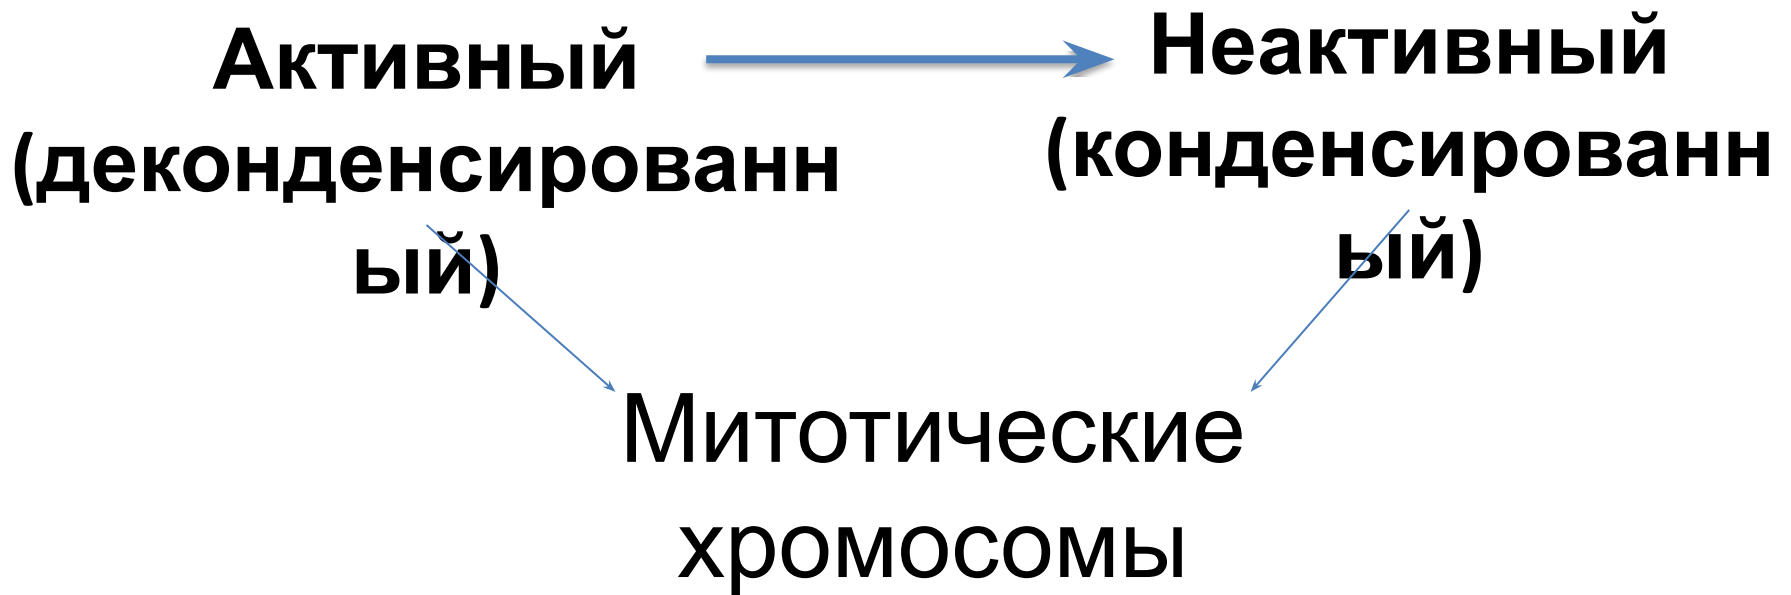 Активный
(деконденсированн
ый)
Неактивный
(конденсированн
ый)
Митотические
хромосомы